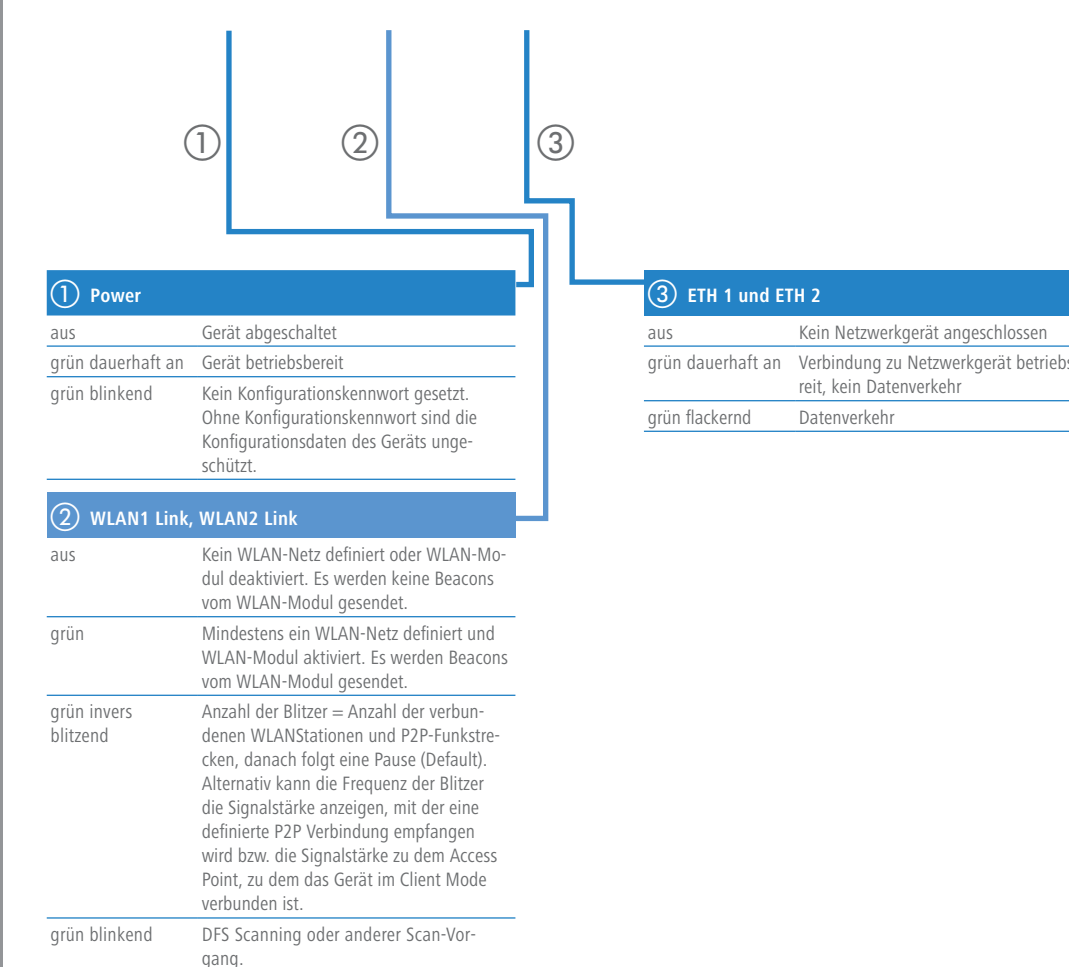 ①
②
③
① Power
aus Gerät abgeschaltet
grün dauerhaft an Gerät betriebsbereit
grün blinkend Kein Konfigurationskennwort gesetzt.
Ohne Konfigurationskennwort sind die
Konfigurationsdaten des Geräts unge-
schützt.
② WLAN1 Link, WLAN2 Link
aus Kein WLAN-Netz definiert oder WLAN-Mo-
dul deaktiviert. Es werden keine Beacons
vom WLAN-Modul gesendet.
grün Mindestens ein WLAN-Netz definiert und
WLAN-Modul aktiviert. Es werden Beacons
vom WLAN-Modul gesendet.
grün invers Anzahl der Blitzer = Anzahl der verbun-
blitzend denen WLANStationen und P2P-Funkstre-
cken, danach folgt eine Pause (Default).
Alternativ kann die Frequenz der Blitzer
die Signalstärke anzeigen, mit der eine
definierte P2P Verbindung empfangen
wird bzw. die Signalstärke zu dem Access
Point, zu dem das Gerät im Client Mode
verbunden ist.
grün blinkend DFS Scanning oder anderer Scan-Vor-
gang.
③ ETH 1 und ETH 2
aus Kein Netzwerkgerät angeschlossen
grün dauerhaft an Verbindung zu Netzwerkgerät betriebs
reit, kein Datenverkehr
grün flackernd Datenverkehr